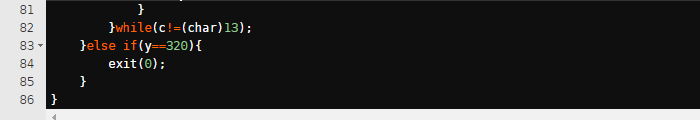 81 }
82 }while(c!=(char)13);
83 }else if(y==320){
84 exit(0);
85 }
86 }